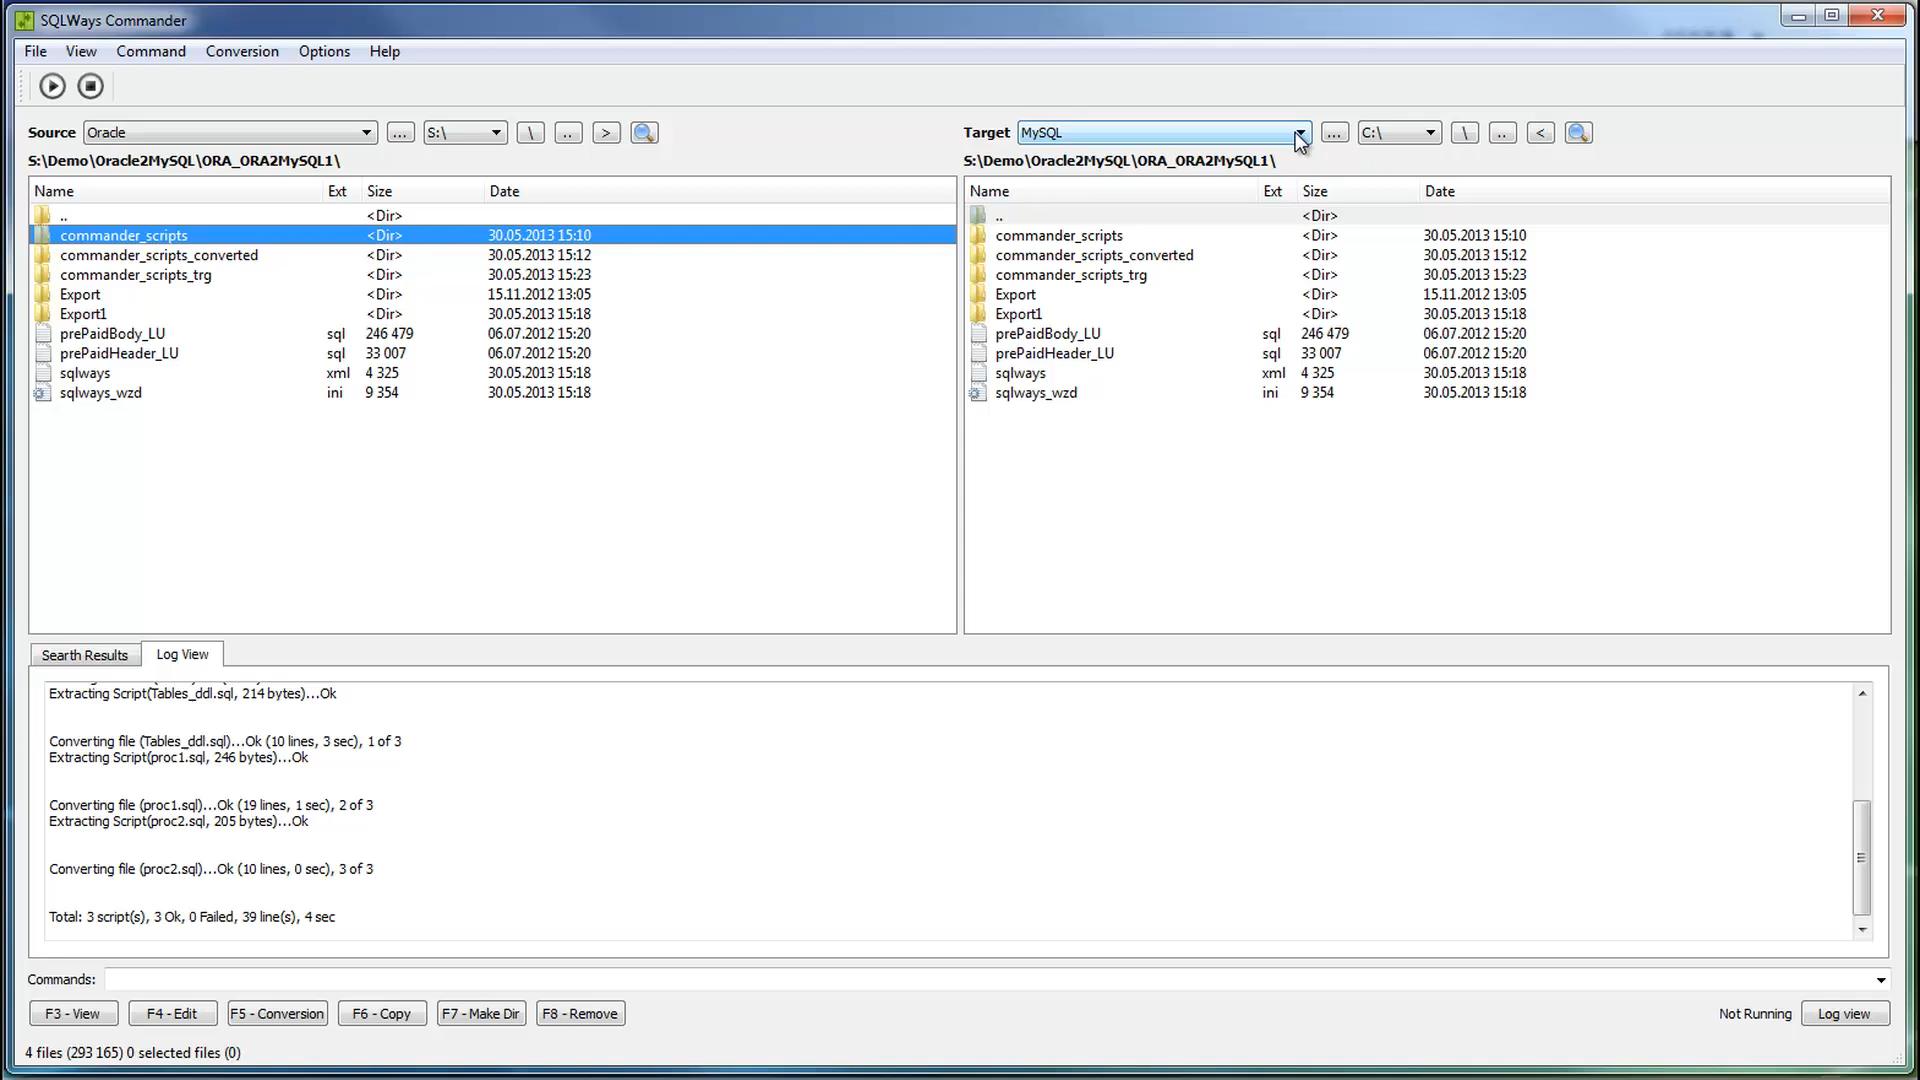 SQLWays Commander
File View Command Conversion Options Help
Source Oracle ... S:\ \ .. > Target MySQL ... C:\ \ .. <
S:\Demo\Oracle2MySQL\ORA_ORA2MySQL1\ S:\Demo\Oracle2MySQL\ORA_ORA2MySQL1\
Name Ext Size Date Name Ext Size Date
.. <Dir> .. <Dir>
commander_scripts <Dir> 30.05.2013 15:10 commander_scripts <Dir> 30.05.2013 15:10
commander_scripts_converted <Dir> 30.05.2013 15:12 commander_scripts_converted <Dir> 30.05.2013 15:12
commander_scripts_trg <Dir> 30.05.2013 15:23 commander_scripts_trg <Dir> 30.05.2013 15:23
Export <Dir> 15.11.2012 13:05 Export <Dir> 15.11.2012 13:05
Export1 <Dir> 30.05.2013 15:18 Export1 <Dir> 30.05.2013 15:18
prePaidBody_LU sql 246 479 06.07.2012 15:20 prePaidBody_LU sql 246 479 06.07.2012 15:20
prePaidHeader_LU sql 33 007 06.07.2012 15:20 prePaidHeader_LU sql 33 007 06.07.2012 15:20
sqlways xml 4 325 30.05.2013 15:18 sqlways xml 4 325 30.05.2013 15:18
sqlways_wzd ini 9 354 30.05.2013 15:18 sqlways_wzd ini 9 354 30.05.2013 15:18
Searth Results Log View
Extracting Script(Tables_ddl.sql, 214 bytes)...Ok
Converting file (Tables_ddl.sql)...Ok (10 lines, 3 sec), 1 of 3
Extracting Script(proc1.sql, 246 bytes)...Ok
Converting file (proc1.sql)...Ok (19 lines, 1 sec), 2 of 3
Extracting Script(proc2.sql, 205 bytes)...Ok
Converting file (proc2.sql)...Ok (10 lines, 0 sec), 3 of 3
Total: 3 script(s), 3 Ok, 0 Failed, 39 line(s), 4 sec
Commands:
F3 - View F4 - Edit F5 - Conversion F6 - Copy F7 - Make Dir F8 - Remove Not Running Log view
4 files (293 165) 0 selected files (0)